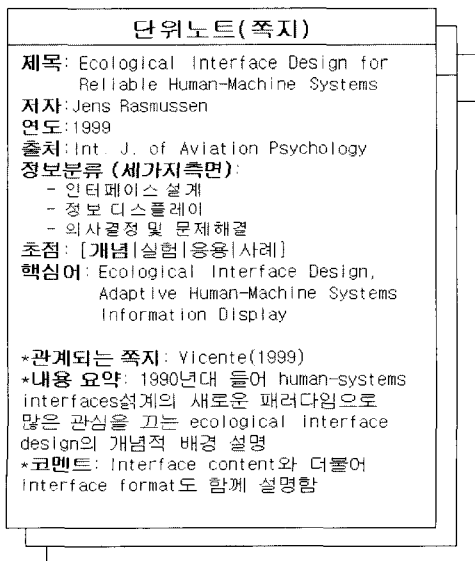 단위노트(쪽지)
제목: Ecological Interface Design for
Reliable Human-Machine Systems
저자:Jens Rasmussen
연도:1999
출처:Int. J. of Aviation Psychology
정보분류 (세가지측면):
- 인터페이스 설계
- 정보 디스플레이
- 의사결정 및 문제해결
초점: [개념|실험|응용|사례]
핵심어: Ecological Interface Design,
Adaptive Human-Machine Systems
Information Display
*관계되는 쪽지: Vicente(1999)
*내용 요약: 1990년대 들어 human-systems
interfaces설계의 새로운 패러다임으로
많은 관심을 끄는 ecological interface
design의 개념적 배경 설명
*코멘트: Interface content와 더불어
interface format도 함께 설명함